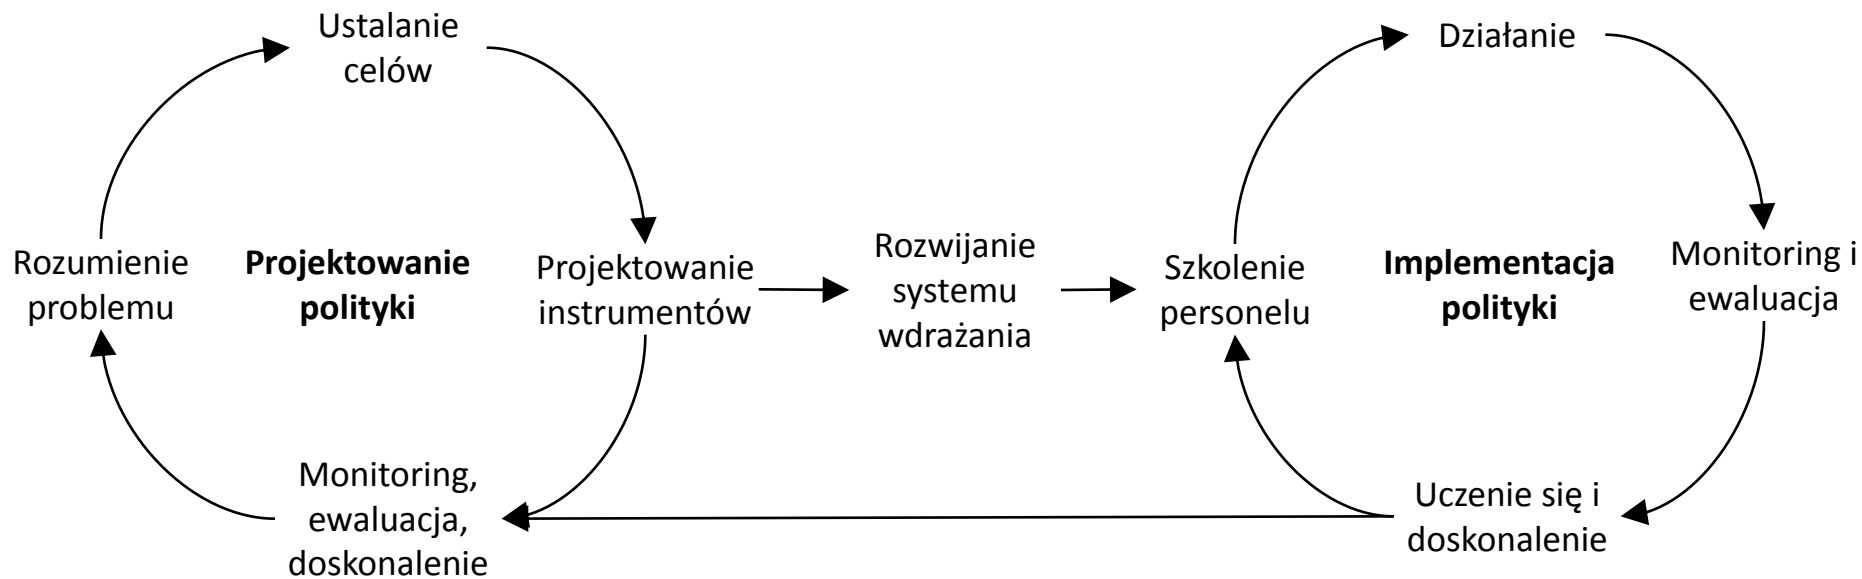 Ustalanie
celów
Działanie
Rozumienie
problemu
Projektowanie
polityki
Projektowanie
instrumentów
Rozwijanie
systemu
wdrażania
Szkolenie
personelu
Implementacja
polityki
Monitoring i
ewaluacja
Monitoring,
ewaluacja,
doskonalenie
Uczenie się i
doskonalenie